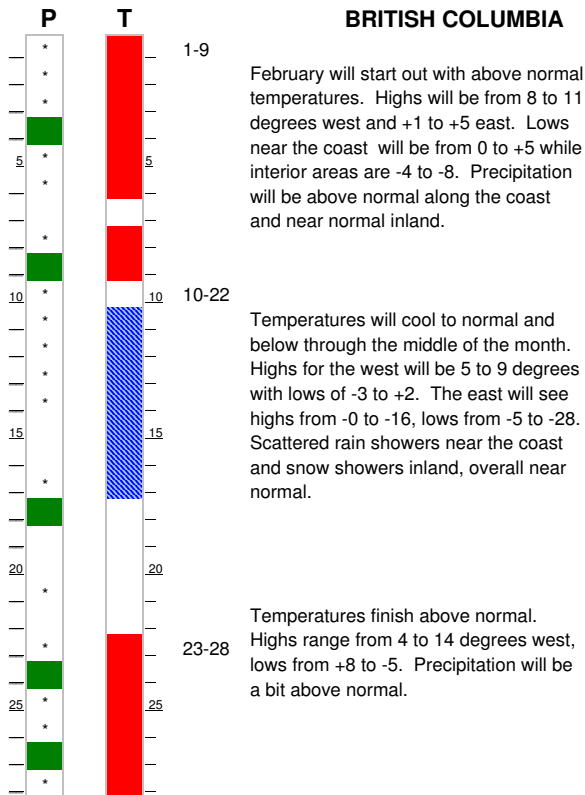 P T BRITISH COLUMBIA
*
1-9
*
February will start out with above normal
temperatures. Highs will be from 8 to 11
*
degrees west and +1 to +5 east. Lows
near the coast will be from 0 to +5 while
5 * 5
interior areas are -4 to -8. Precipitation
*
will be above normal along the coast
and near normal inland.
*
10 * 10 10-22
*
Temperatures will cool to normal and
*
below through the middle of the month.
Highs for the west will be 5 to 9 degrees
*
with lows of -3 to +2. The east will see
*
highs from -0 to -16, lows from -5 to -28.
15 15
Scattered rain showers near the coast
and snow showers inland, overall near
*
normal.
20 20
*
Temperatures finish above normal.
*
23-28
Highs range from 4 to 14 degrees west,
lows from +8 to -5. Precipitation will be
a bit above normal.
25 * 25
*
*